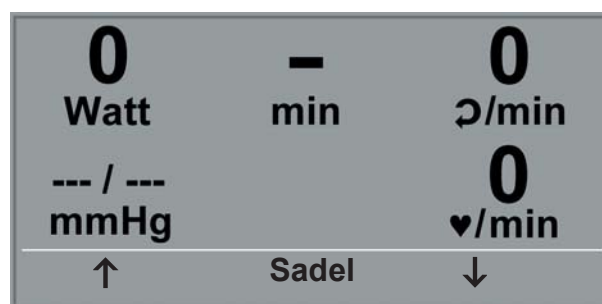 0 – 0
Watt min ↄ/min
--- / --- 0
mmHg ♥/min
↑ Sadel ↓